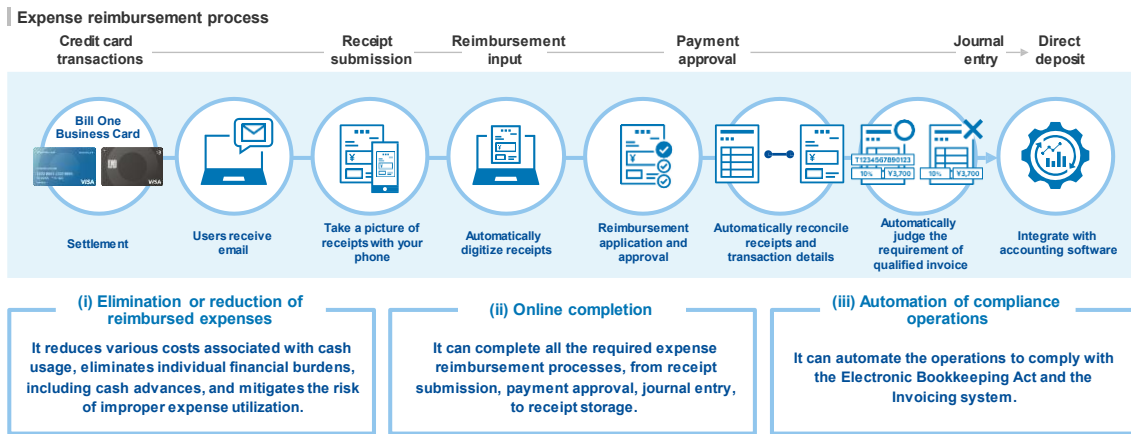 Expense reimbursement process
Credit card
transactions
Receipt
submission
Reimbursement
input
Payment
approval
Journal
entry
Direct
deposit
Bill One
Business Card
VISA
VISA
¥
¥
¥
¥
T1234567890123
10%
¥3,700
10%
¥3,700
Settlement
Users receive
email
Take a picture of
receipts with your
phone
Automatically
digitize receipts
Reimbursement
application and
approval
Automatically reconcile
receipts and
transaction details
Automatically
judge the
requirement of
qualified invoice
Integrate with
accounting software
(i) Elimination or reduction of
reimbursed expenses
It reduces various costs associated with cash
usage, eliminates individual financial burdens,
including cash advances, and mitigates the risk
of improper expense utilization.
(ii) Online completion
It can complete all the required expense
reimbursement processes, from receipt
submission, payment approval, journal entry,
to receipt storage.
(iii) Automation of compliance
operations
It can automate the operations to comply with
the Electronic Bookkeeping Act and the
Invoicing system.